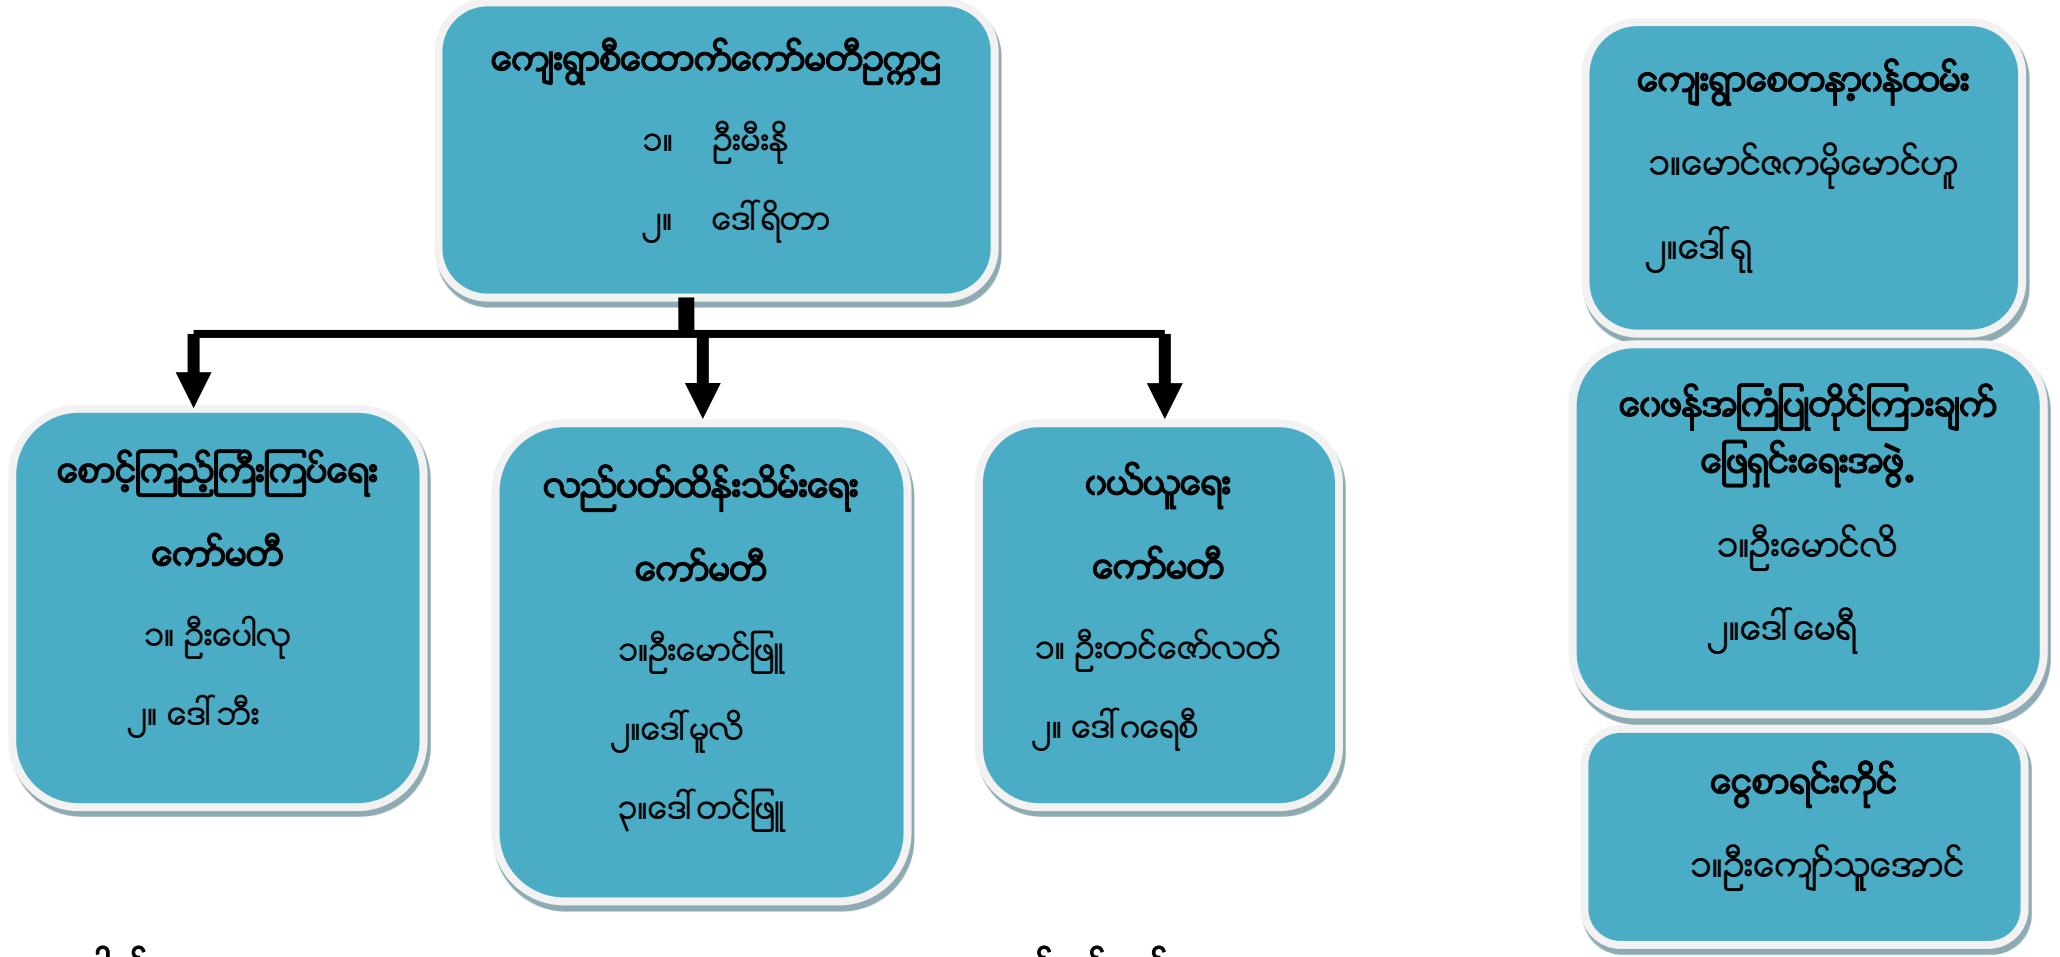 ကျေးရွာစီထောက်ကော်မတီဥက္ကဌ
၁။ ဦးမီးနို
၂။ ဒေါ်ရိတာ
စောင့်ကြည့်ကြီးကြပ်ရေး
ကော်မတီ
၁။ ဦးပေါလု
၂။ ဒေါ်ဘီး
လည်ပတ်ထိန်းသိမ်းရေး
ကော်မတီ
၁။ဦးမောင်ဖြူ
၂။ဒေါ်မူလိ
၃။ဒေါ်တင်ဖြူ
ဝယ်ယူရေး
ကော်မတီ
၁။ ဦးတင်ဇော်လတ်
၂။ ဒေါ်ဂရေစီ
ကျေးရွာစေတနာ့ဝန်ထမ်း
၁။မောင်ဇကမိုမောင်ဟူ
၂။ဒေါ်ရု
ဝေဖန်အကြံပြုတိုင်ကြားချက်
ဖြေရှင်းရေးအဖွဲ့
၁။ဦးမောင်လိ
၂။ဒေါ်မေရီ
ငွေစာရင်းကိုင်
၁။ဦးကျော်သူအောင်